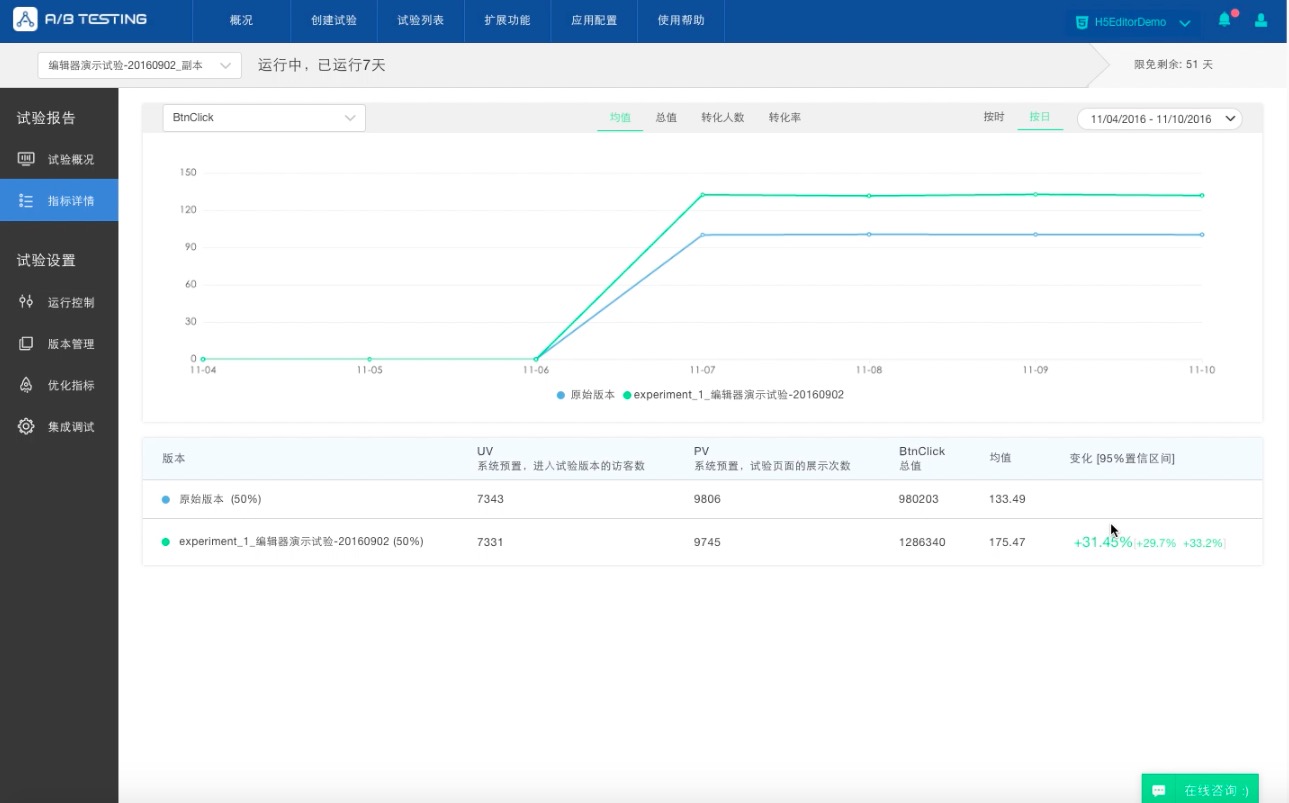 A/B TESTING
概况 创建试验 试验列表 扩展功能 应用配置 使用帮助 H5EditorDemo
编辑器演示试验-20160902_副本 运行中，已运行7天 限免剩余: 51 天
试验报告
试验概况
指标详情
试验设置
运行控制
版本管理
优化指标
集成调试
BtnClick 均值 总值 转化人数 转化率 按时 按日 11/04/2016 - 11/10/2016
150
120
90
60
30
0
11-04 11-05 11-06 11-07 11-08 11-09 11-10
原始版本 experiment_1_编辑器演示试验-20160902
版本 UV PV BtnClick 均值 变化 [95%置信区间]
系统预置，进入试验版本的访客数 系统预置，试验页面的展示次数 总值
原始版本 (50%) 7343 9806 980203 133.49
experiment_1_编辑器演示试验-20160902 (50%) 7331 9745 1286340 175.47 +31.45% +29.7% +33.2%
在线咨询 :)